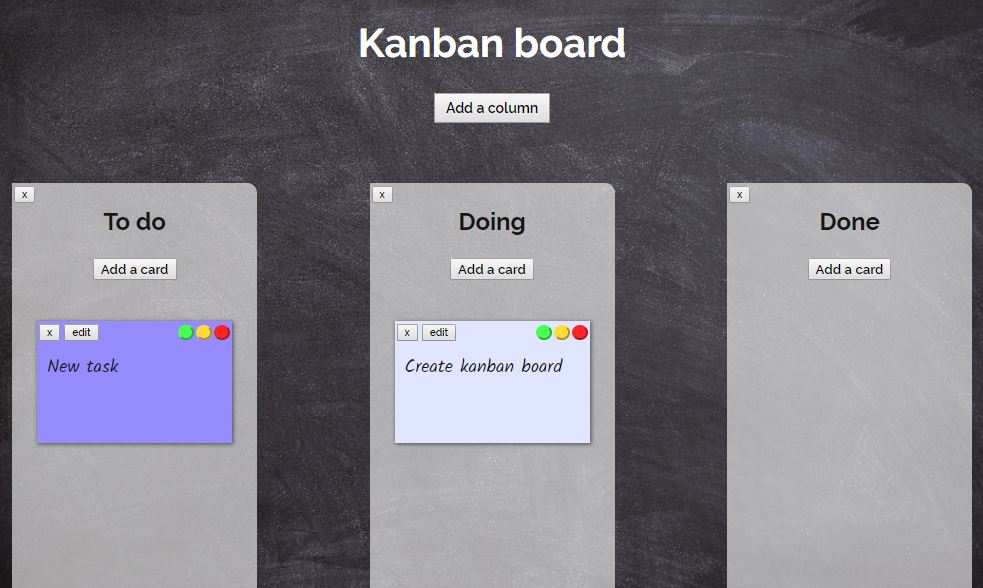 Kanban board
Add a column
x
To do
Add a card
x edit
New task
x
Doing
Add a card
x edit
Create kanban board
x
Done
Add a card